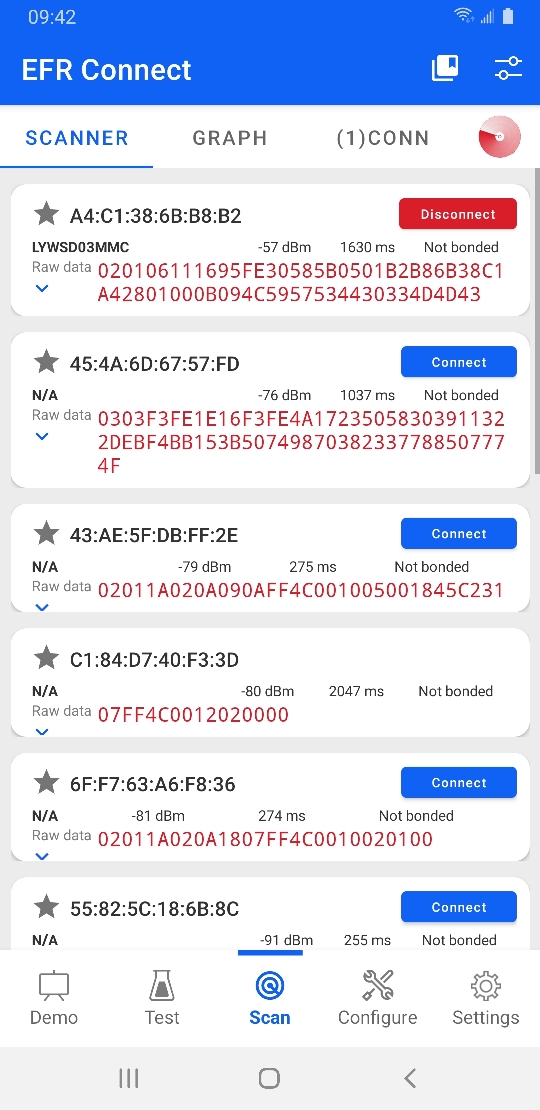 09:42
EFR Connect
SCANNER GRAPH (1)CONN
A4:C1:38:6B:B8:B2 Disconnect
LYWSD03MMC -57 dBm 1630 ms Not bonded
Raw data 020106111695FE30585B0501B2B86B38C1
A42801000B094C5957534430334D4D43
45:4A:6D:67:57:FD Connect
N/A -76 dBm 1037 ms Not bonded
Raw data 0303F3FE1E16F3FE4A1723505830391132
2DEBF4BB153B5074987038233778850777
4F
43:AE:5F:DB:FF:2E Connect
N/A -79 dBm 275 ms Not bonded
Raw data 02011A020A090AFF4C001005001845C231
C1:84:D7:40:F3:3D
N/A -80 dBm 2047 ms Not bonded
Raw data 07FF4C0012020000
6F:F7:63:A6:F8:36 Connect
N/A -81 dBm 274 ms Not bonded
Raw data 02011A020A1807FF4C0010020100
55:82:5C:18:6B:8C Connect
N/A -91 dBm 255 ms Not bonded
Demo Test Scan Configure Settings